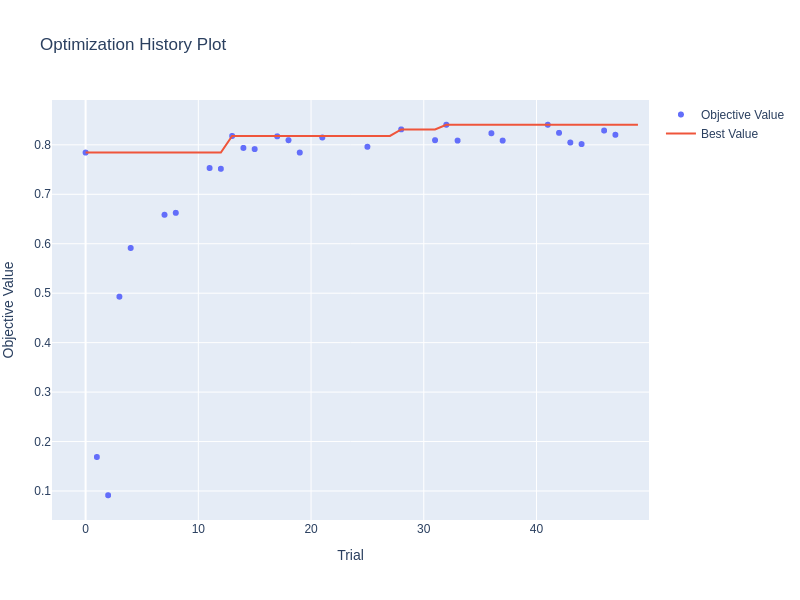 Optimization History Plot
Objective Value
Best Value
0.8
0.7
0.6
0.5
0.4
0.3
0.2
0.1
Objective Value
0
10
20
30
40
Trial